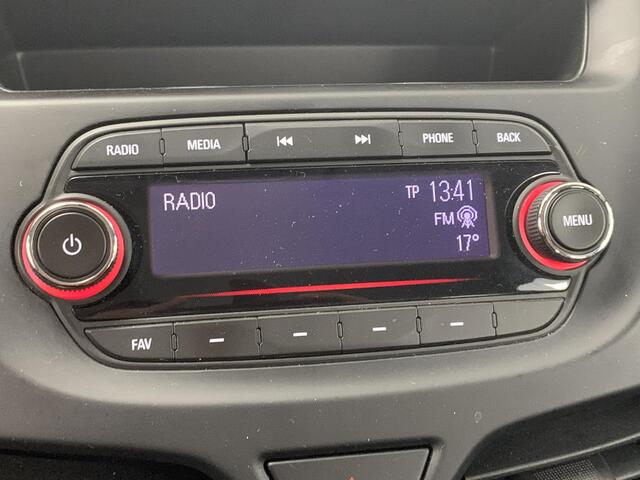 RADIO MEDIA PHONE BACK
RADIO TP 13:41
FM
17°
MENU
FAV